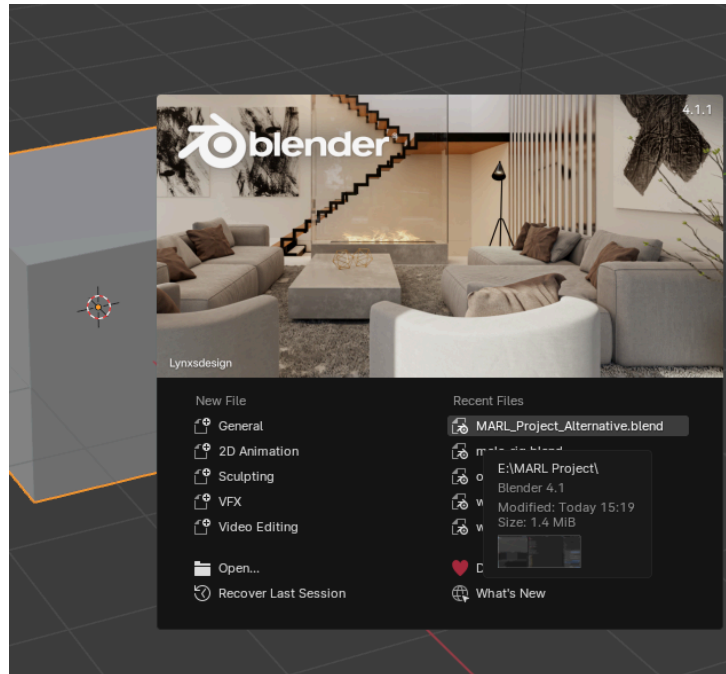 4.1.1
blender
Lynxsdesign
New File
General
2D Animation
Sculpting
VFX
Video Editing
Open...
Recover Last Session
Recent Files
MARL_Project_Alternative.blend
E:\MARL Project\
Blender 4.1
Modified: Today 15:19
Size: 1.4 MiB
What's New